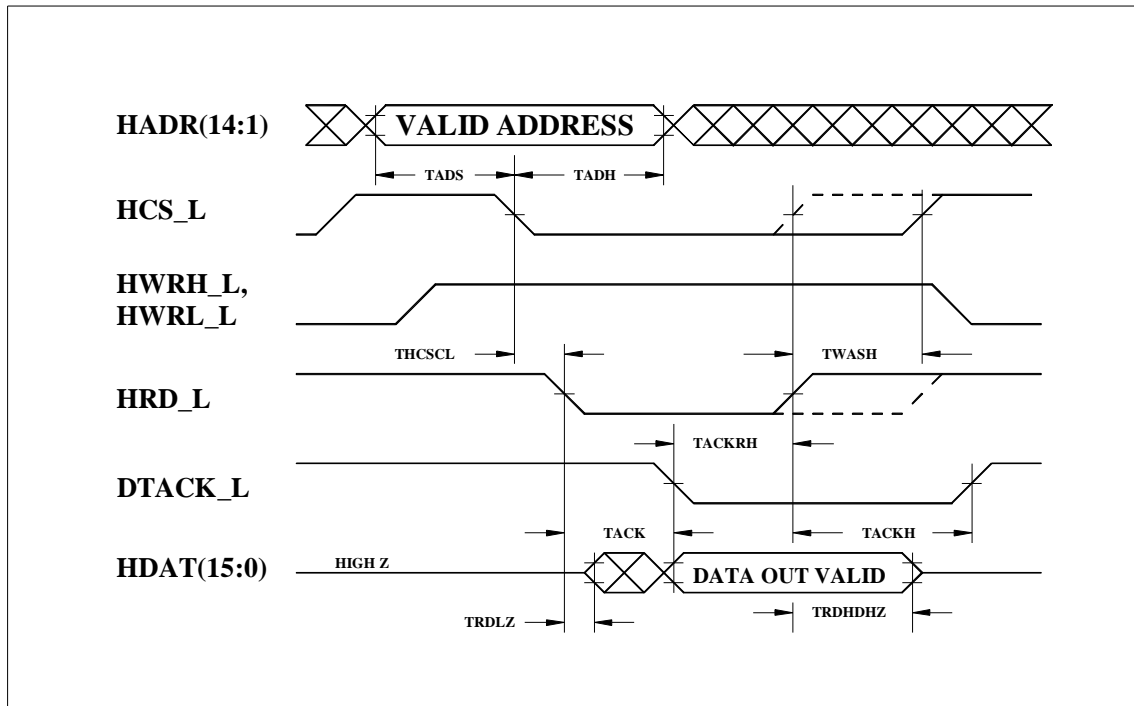 HADR(14:1)
VALID ADDRESS
TADS
TADH
HCS_L
HWRH_L,
HWRL_L
THCSCL
TWASH
HRD_L
TACKRH
DTACK_L
TACK
TACKH
HDAT(15:0)
HIGH Z
DATA OUT VALID
TRDLZ
TRDHDHZ